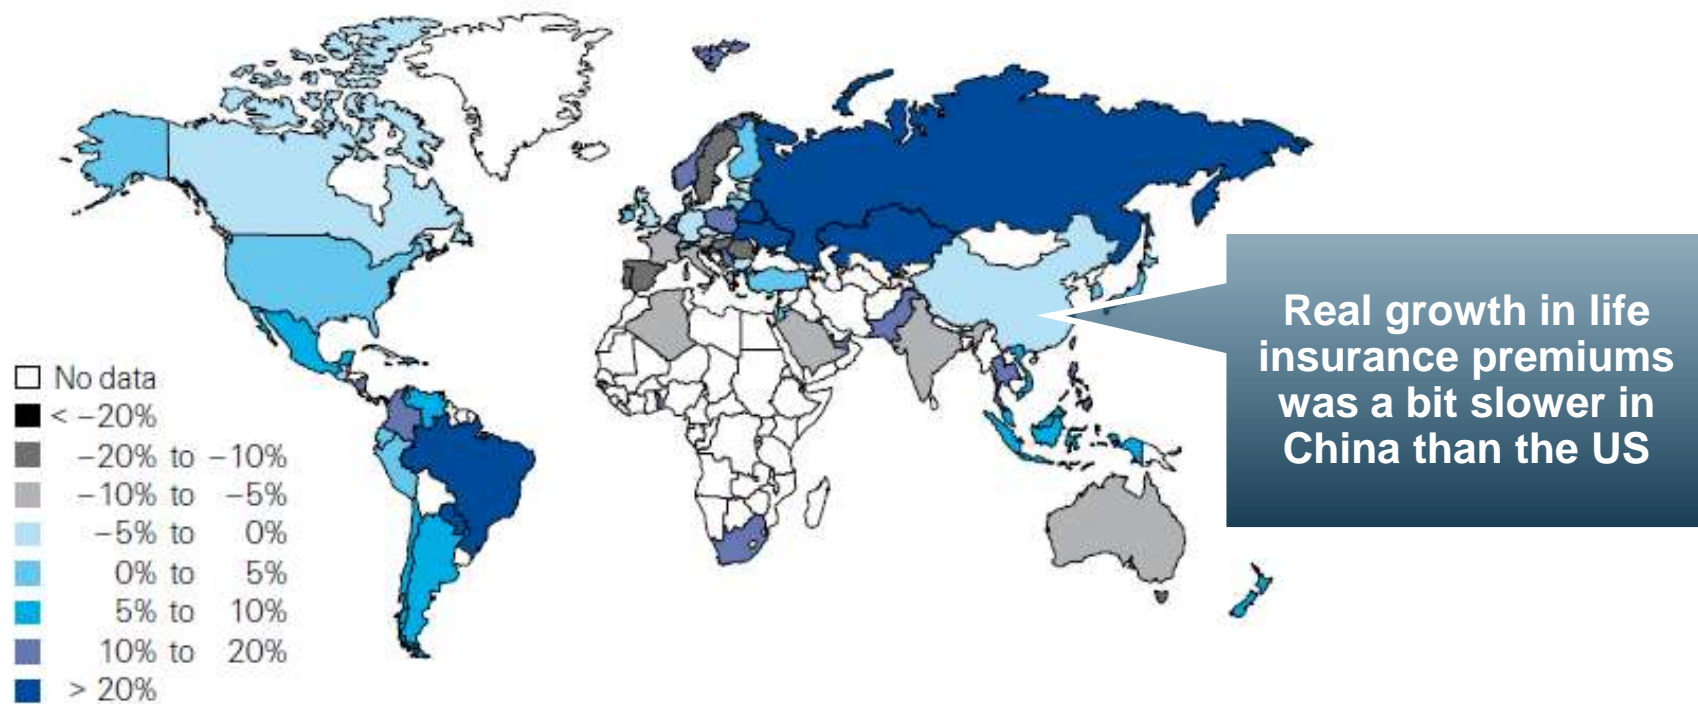 No data
< −20%
−20% to −10%
−10% to −5%
−5% to 0%
0% to 5%
5% to 10%
10% to 20%
> 20%
Real growth in life
insurance premiums
was a bit slower in
China than the US